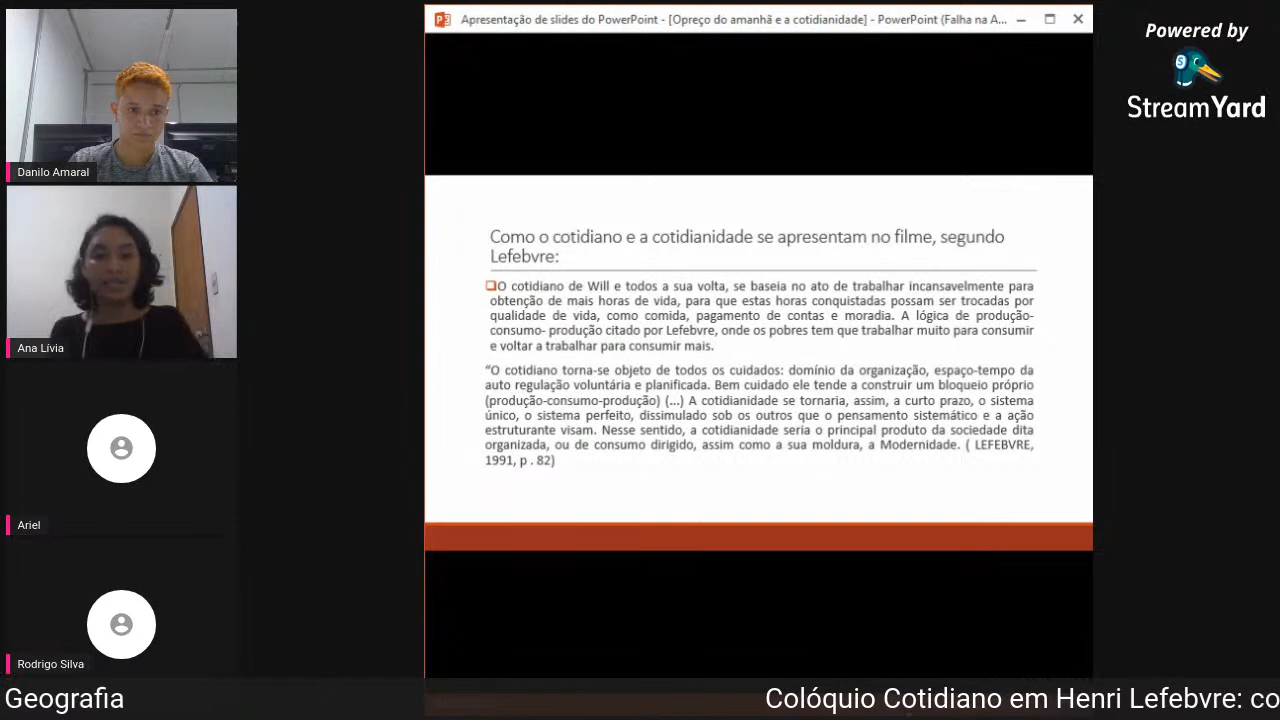 Apresentação de slides do PowerPoint - [Opreço do amanhã e a cotidianidade] - PowerPoint (Falha na A...
Powered by
StreamYard
Danilo Amaral
Ana Lívia
Ariel
Rodrigo Silva
Como o cotidiano e a cotidianidade se apresentam no filme, segundo
Lefebvre:
O cotidiano de Will e todos a sua volta, se baseia no ato de trabalhar incansavelmente para
obtenção de mais horas de vida, para que estas horas conquistadas possam ser trocadas por
qualidade de vida, como comida, pagamento de contas e moradia. A lógica de produção-
consumo- produção citado por Lefebvre, onde os pobres tem que trabalhar muito para consumir
e voltar a trabalhar para consumir mais.
“O cotidiano torna-se objeto de todos os cuidados: domínio da organização, espaço-tempo da
auto regulação voluntária e planificada. Bem cuidado ele tende a construir um bloqueio próprio
(produção-consumo-produção) (...) A cotidianidade se tornaria, assim, a curto prazo, o sistema
único, o sistema perfeito, dissimulado sob os outros que o pensamento sistemático e a ação
estruturante visam. Nesse sentido, a cotidianidade seria o principal produto da sociedade dita
organizada, ou de consumo dirigido, assim como a sua moldura, a Modernidade. ( LEFEBVRE,
1991, p . 82)
Geografia
Colóquio Cotidiano em Henri Lefebvre: co